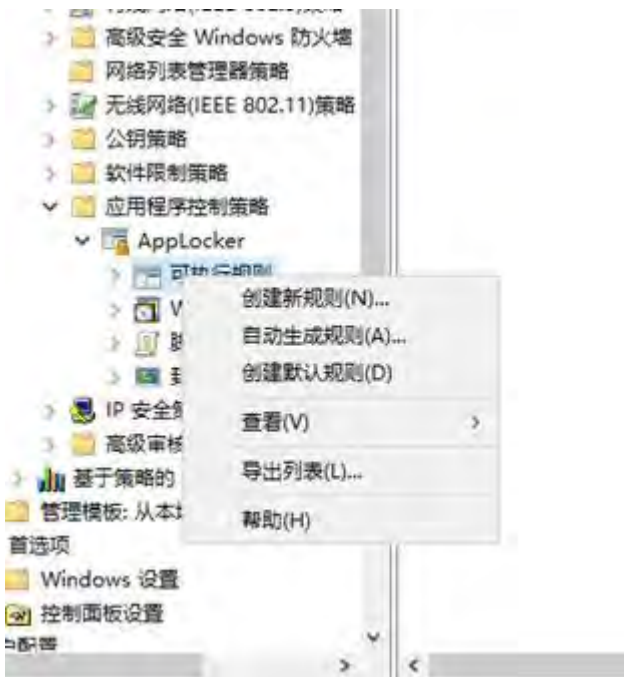 高级安全 Windows 防火墙
网络列表管理器策略
无线网络(IEEE 802.11)策略
公钥策略
软件限制策略
应用程序控制策略
AppLocker
可执行规则
创建新规则(N)...
自动生成规则(A)...
创建默认规则(D)
查看(V)
导出列表(L)...
帮助(H)
IP 安全
高级审核
基于策略的
管理模板: 从本
首选项
Windows 设置
控制面板设置